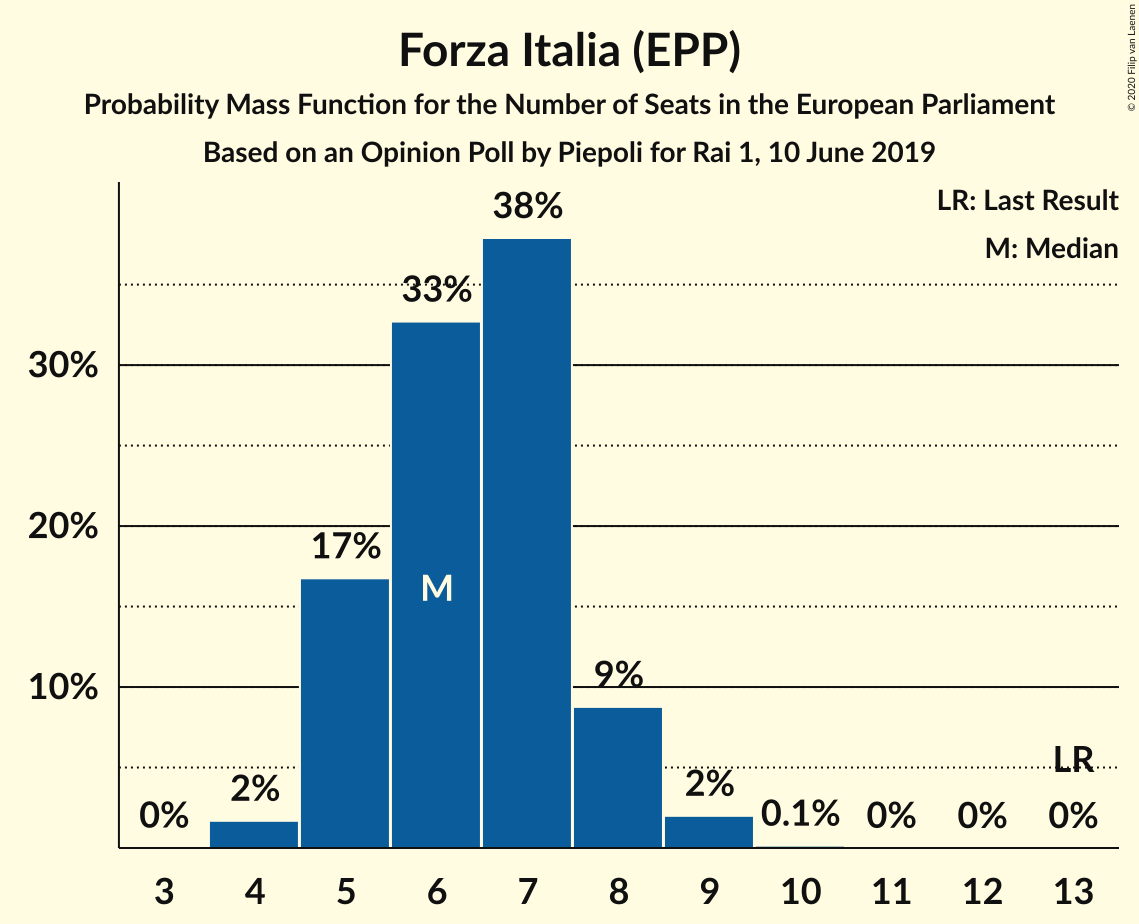 Forza Italia (EPP)
Probability Mass Function for the Number of Seats in the European Parliament
Based on an Opinion Poll by Piepoli for Rai 1, 10 June 2019
© 2020 Filip van Laenen
LR: Last Result
M: Median
38%
33%
30%
20%
17%
M
10%
9%
LR
2%
2%
0%
0.1%
0%
0%
0%
3 4 5 6 7 8 9 10 11 12 13